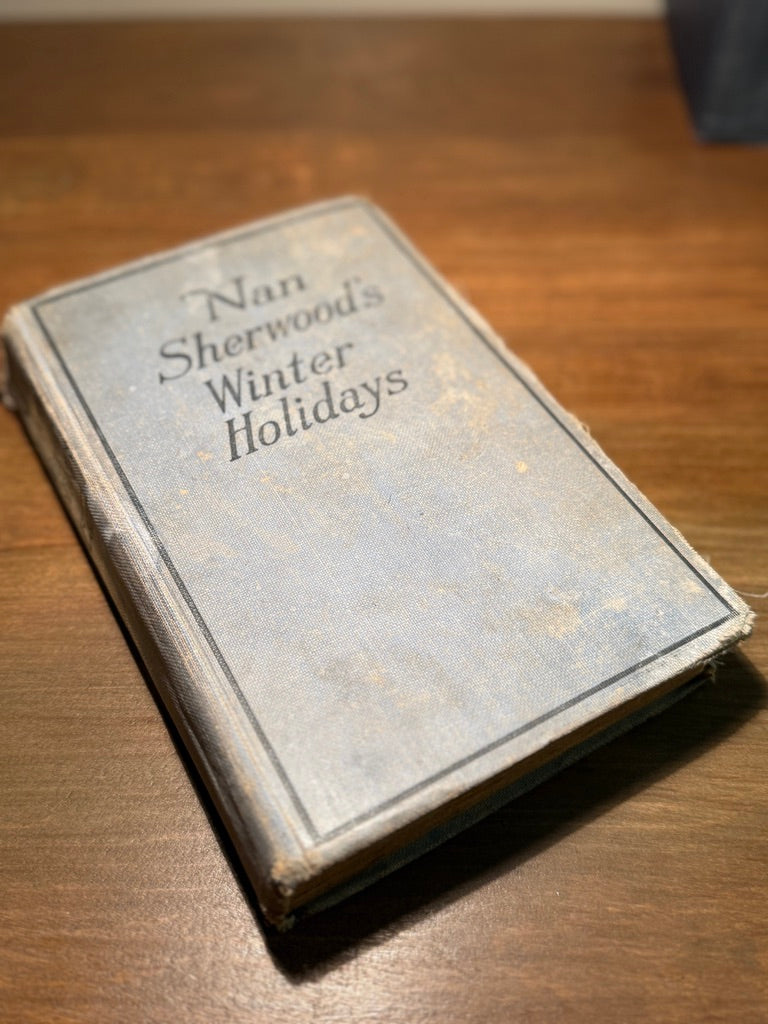 Nan
Sherwood's
Winter
Holidays